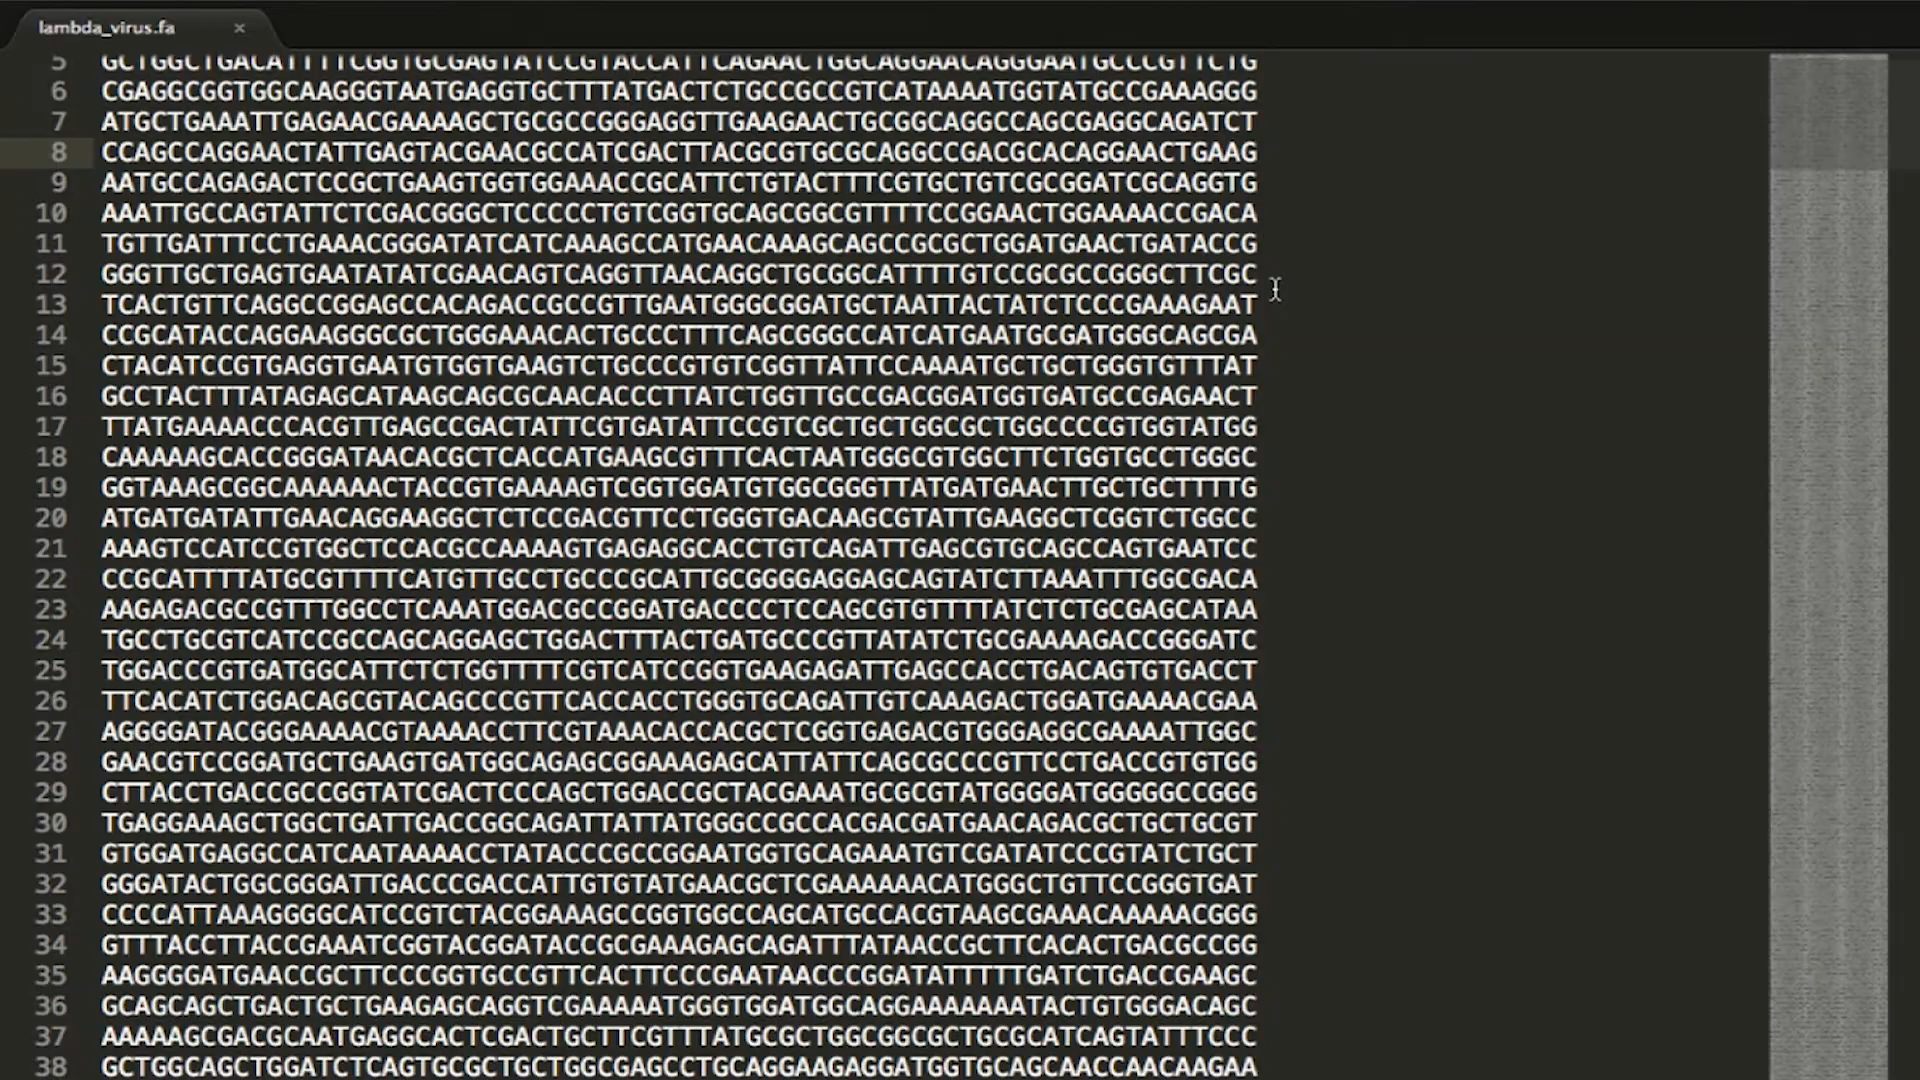 lambda_virus.fa ×
5 GCTGGCTGACATTTTCGGTGCGAGTATCCGTACCATTCAGAACTGGCAGGAACAGGGAATGCCCGTTCTG
6 CGAGGCGGTGGCAAGGGTAATGAGGTGCTTTATGACTCTGCCGCCGTCATAAAATGGTATGCCGAAAGGG
7 ATGCTGAAATTGAGAACGAAAAGCTGCGCCGGGAGGTTGAAGAACTGCGGCAGGCCAGCGAGGCAGATCT
8 CCAGCCAGGAACTATTGAGTACGAACGCCATCGACTTACGCGTGCGCAGGCCGACGCACAGGAACTGAAG
9 AATGCCAGAGACTCCGCTGAAGTGGTGGAAACCGCATTCTGTACTTTCGTGCTGTCGCGGATCGCAGGTG
10 AAATTGCCAGTATTCTCGACGGGCTCCCCCTGTCGGTGCAGCGGCGTTTTCCGGAACTGGAAAACCGACA
11 TGTTGATTTCCTGAAACGGGATATCATCAAAGCCATGAACAAAGCAGCCGCGCTGGATGAACTGATACCG
12 GGGTTGCTGAGTGAATATATCGAACAGTCAGGTTAACAGGCTGCGGCATTTTGTCCGCGCCGGGCTTCGC
13 TCACTGTTCAGGCCGGAGCCACAGACCGCCGTTGAATGGGCGGATGCTAATTACTATCTCCCGAAAGAAT
14 CCGCATACCAGGAAGGGCGCTGGGAAACACTGCCCTTTCAGCGGGCCATCATGAATGCGATGGGCAGCGA
15 CTACATCCGTGAGGTGAATGTGGTGAAGTCTGCCCGTGTCGGTTATTCCAAAATGCTGCTGGGTGTTTAT
16 GCCTACTTTATAGAGCATAAGCAGCGCAACACCCTTATCTGGTTGCCGACGGATGGTGATGCCGAGAACT
17 TTATGAAAACCCACGTTGAGCCGACTATTCGTGATATTCCGTCGCTGCTGGCGCTGGCCCCGTGGTATGG
18 CAAAAAGCACCGGGATAACACGCTCACCATGAAGCGTTTCACTAATGGGCGTGGCTTCTGGTGCCTGGGC
19 GGTAAAGCGGCAAAAAACTACCGTGAAAAGTCGGTGGATGTGGCGGGTTATGATGAACTTGCTGCTTTTG
20 ATGATGATATTGAACAGGAAGGCTCTCCGACGTTCCTGGGTGACAAGCGTATTGAAGGCTCGGTCTGGCC
21 AAAGTCCATCCGTGGCTCCACGCCAAAAGTGAGAGGCACCTGTCAGATTGAGCGTGCAGCCAGTGAATCC
22 CCGCATTTTATGCGTTTTCATGTTGCCTGCCCGCATTGCGGGGAGGAGCAGTATCTTAAATTTGGCGACA
23 AAGAGACGCCGTTTGGCCTCAAATGGACGCCGGATGACCCCTCCAGCGTGTTTTATCTCTGCGAGCATAA
24 TGCCTGCGTCATCCGCCAGCAGGAGCTGGACTTTACTGATGCCCGTTATATCTGCGAAAAGACCGGGATC
25 TGGACCCGTGATGGCATTCTCTGGTTTTCGTCATCCGGTGAAGAGATTGAGCCACCTGACAGTGTGACCT
26 TTCACATCTGGACAGCGTACAGCCCGTTCACCACCTGGGTGCAGATTGTCAAAGACTGGATGAAAACGAA
27 AGGGGATACGGGAAAACGTAAAACCTTCGTAAACACCACGCTCGGTGAGACGTGGGAGGCGAAAATTGGC
28 GAACGTCCGGATGCTGAAGTGATGGCAGAGCGGAAAGAGCATTATTCAGCGCCCGTTCCTGACCGTGTGG
29 CTTACCTGACCGCCGGTATCGACTCCCAGCTGGACCGCTACGAAATGCGCGTATGGGGATGGGGGCCGGG
30 TGAGGAAAGCTGGCTGATTGACCGGCAGATTATTATGGGCCGCCACGACGATGAACAGACGCTGCTGCGT
31 GTGGATGAGGCCATCAATAAAACCTATACCCGCCGGAATGGTGCAGAAATGTCGATATCCCGTATCTGCT
32 GGGATACTGGCGGGATTGACCCGACCATTGTGTATGAACGCTCGAAAAAACATGGGCTGTTCCGGGTGAT
33 CCCCATTAAAGGGGCATCCGTCTACGGAAAGCCGGTGGCCAGCATGCCACGTAAGCGAAACAAAAACGGG
34 GTTTACCTTACCGAAATCGGTACGGATACCGCGAAAGAGCAGATTTATAACCGCTTCACACTGACGCCGG
35 AAGGGGATGAACCGCTTCCCGGTGCCGTTCACTTCCCGAATAACCCGGATATTTTTGATCTGACCGAAGC
36 GCAGCAGCTGACTGCTGAAGAGCAGGTCGAAAAATGGGTGGATGGCAGGAAAAAAATACTGTGGGACAGC
37 AAAAAGCGACGCAATGAGGCACTCGACTGCTTCGTTTATGCGCTGGCGGCGCTGCGCATCAGTATTTCCC
38 GCTGGCAGCTGGATCTCAGTGCGCTGCTGGCGAGCCTGCAGGAAGAGGATGGTGCAGCAACCAACAAGAA